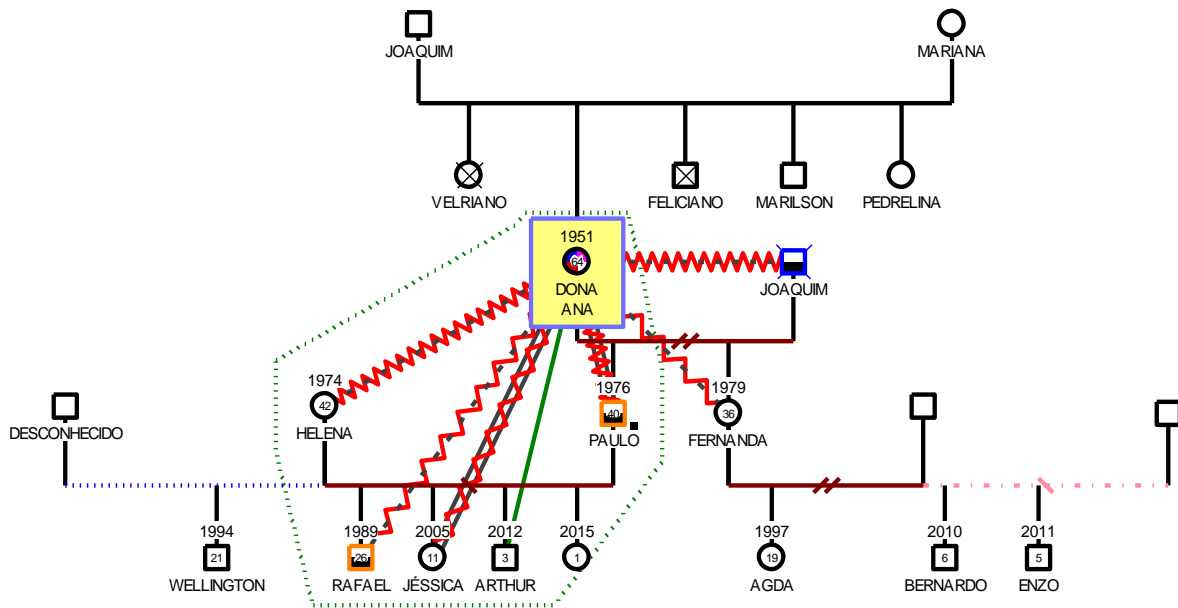 JOAQUIM
MARIANA
VELRIANO
FELICIANO
MARILSON
PEDRELINA
1951
64
DONA
ANA
JOAQUIM
1974
42
HELENA
1976
40
PAULO
1979
36
FERNANDA
DESCONHECIDO
1994
21
WELLINGTON
1989
26
RAFAEL
2005
11
JÉSSICA
2012
3
ARTHUR
2015
1
1997
19
AGDA
2010
6
BERNARDO
2011
5
ENZO